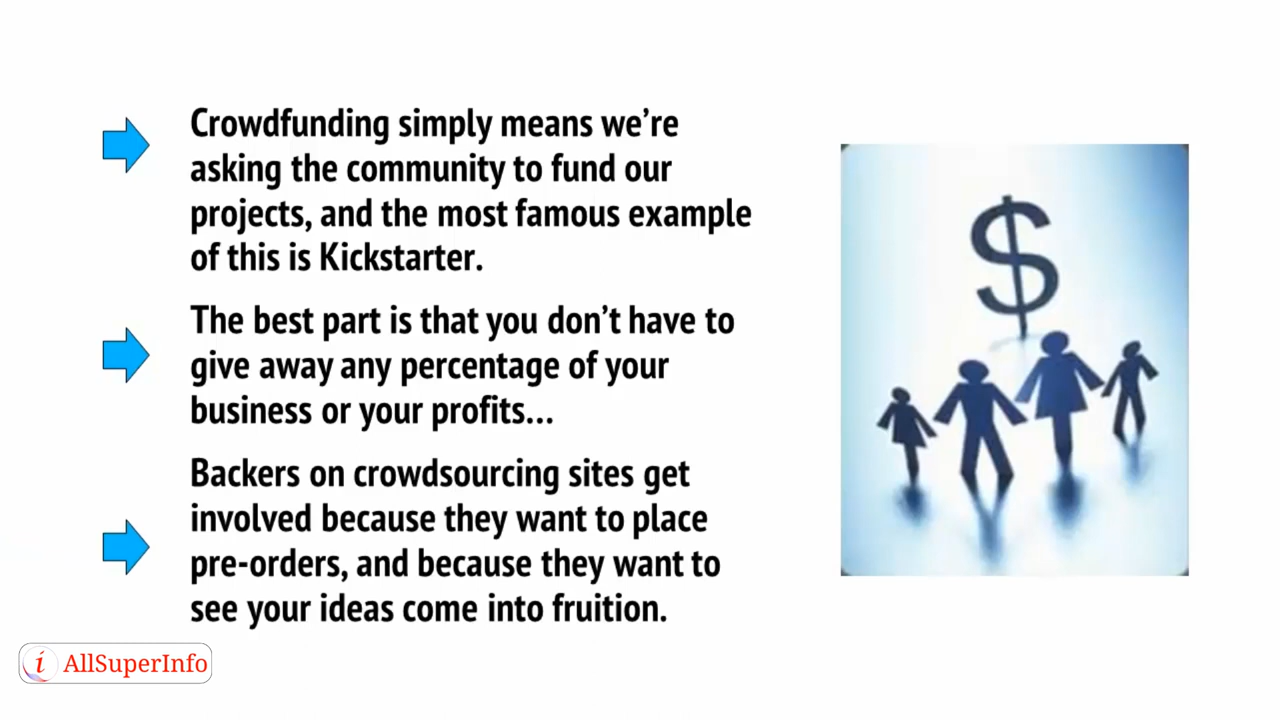 Crowdfunding simply means we’re
asking the community to fund our
projects, and the most famous example
of this is Kickstarter.
The best part is that you don’t have to
give away any percentage of your
business or your profits...
Backers on crowdsourcing sites get
involved because they want to place
pre-orders, and because they want to
see your ideas come into fruition.
$
i AllSuperInfo